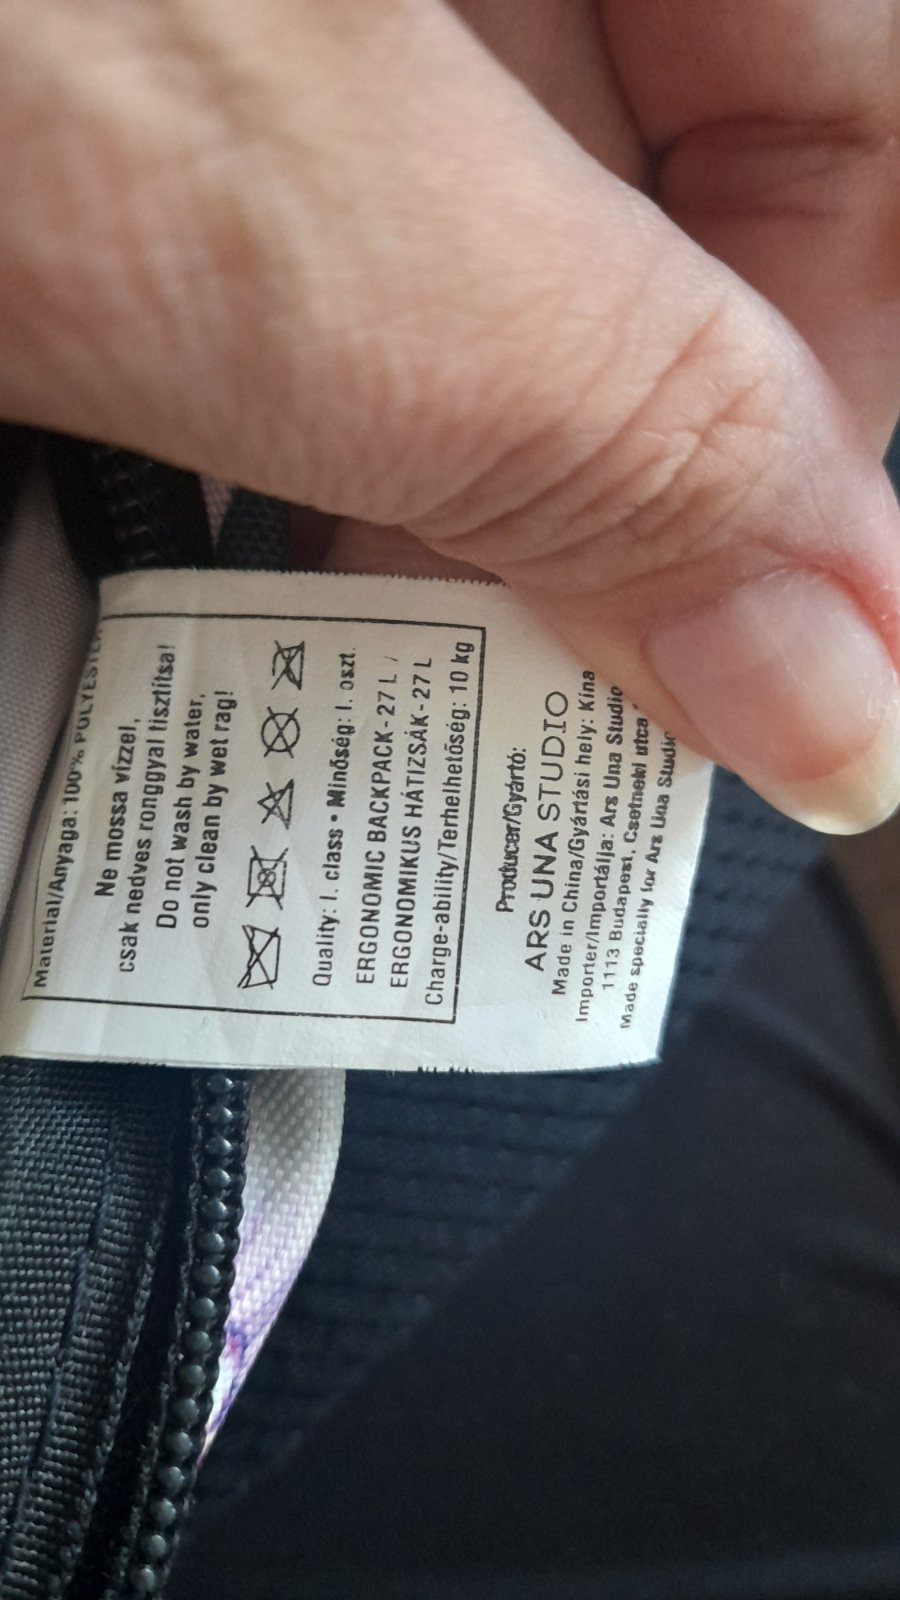 Material/Anyaga: 100% POLYESTER
Ne mossa vízzel,
csak nedves ronggyal tisztítsa!
Do not wash by water,
only clean by wet rag!
Quality: I. class • Minőség: I. oszt.
ERGONOMIC BACKPACK - 27 L /
ERGONOMIKUS HÁTIZSÁK - 27 L
Charge-ability/Terhelhetőség: 10 kg
Producer/Gyártó:
ARS UNA STUDIO
Made in China/Gyártási hely: Kína
Importer/Importálja: Ars Una Studio
1113 Budapest, Csetneki utca
Made specially for Ars Una Studio